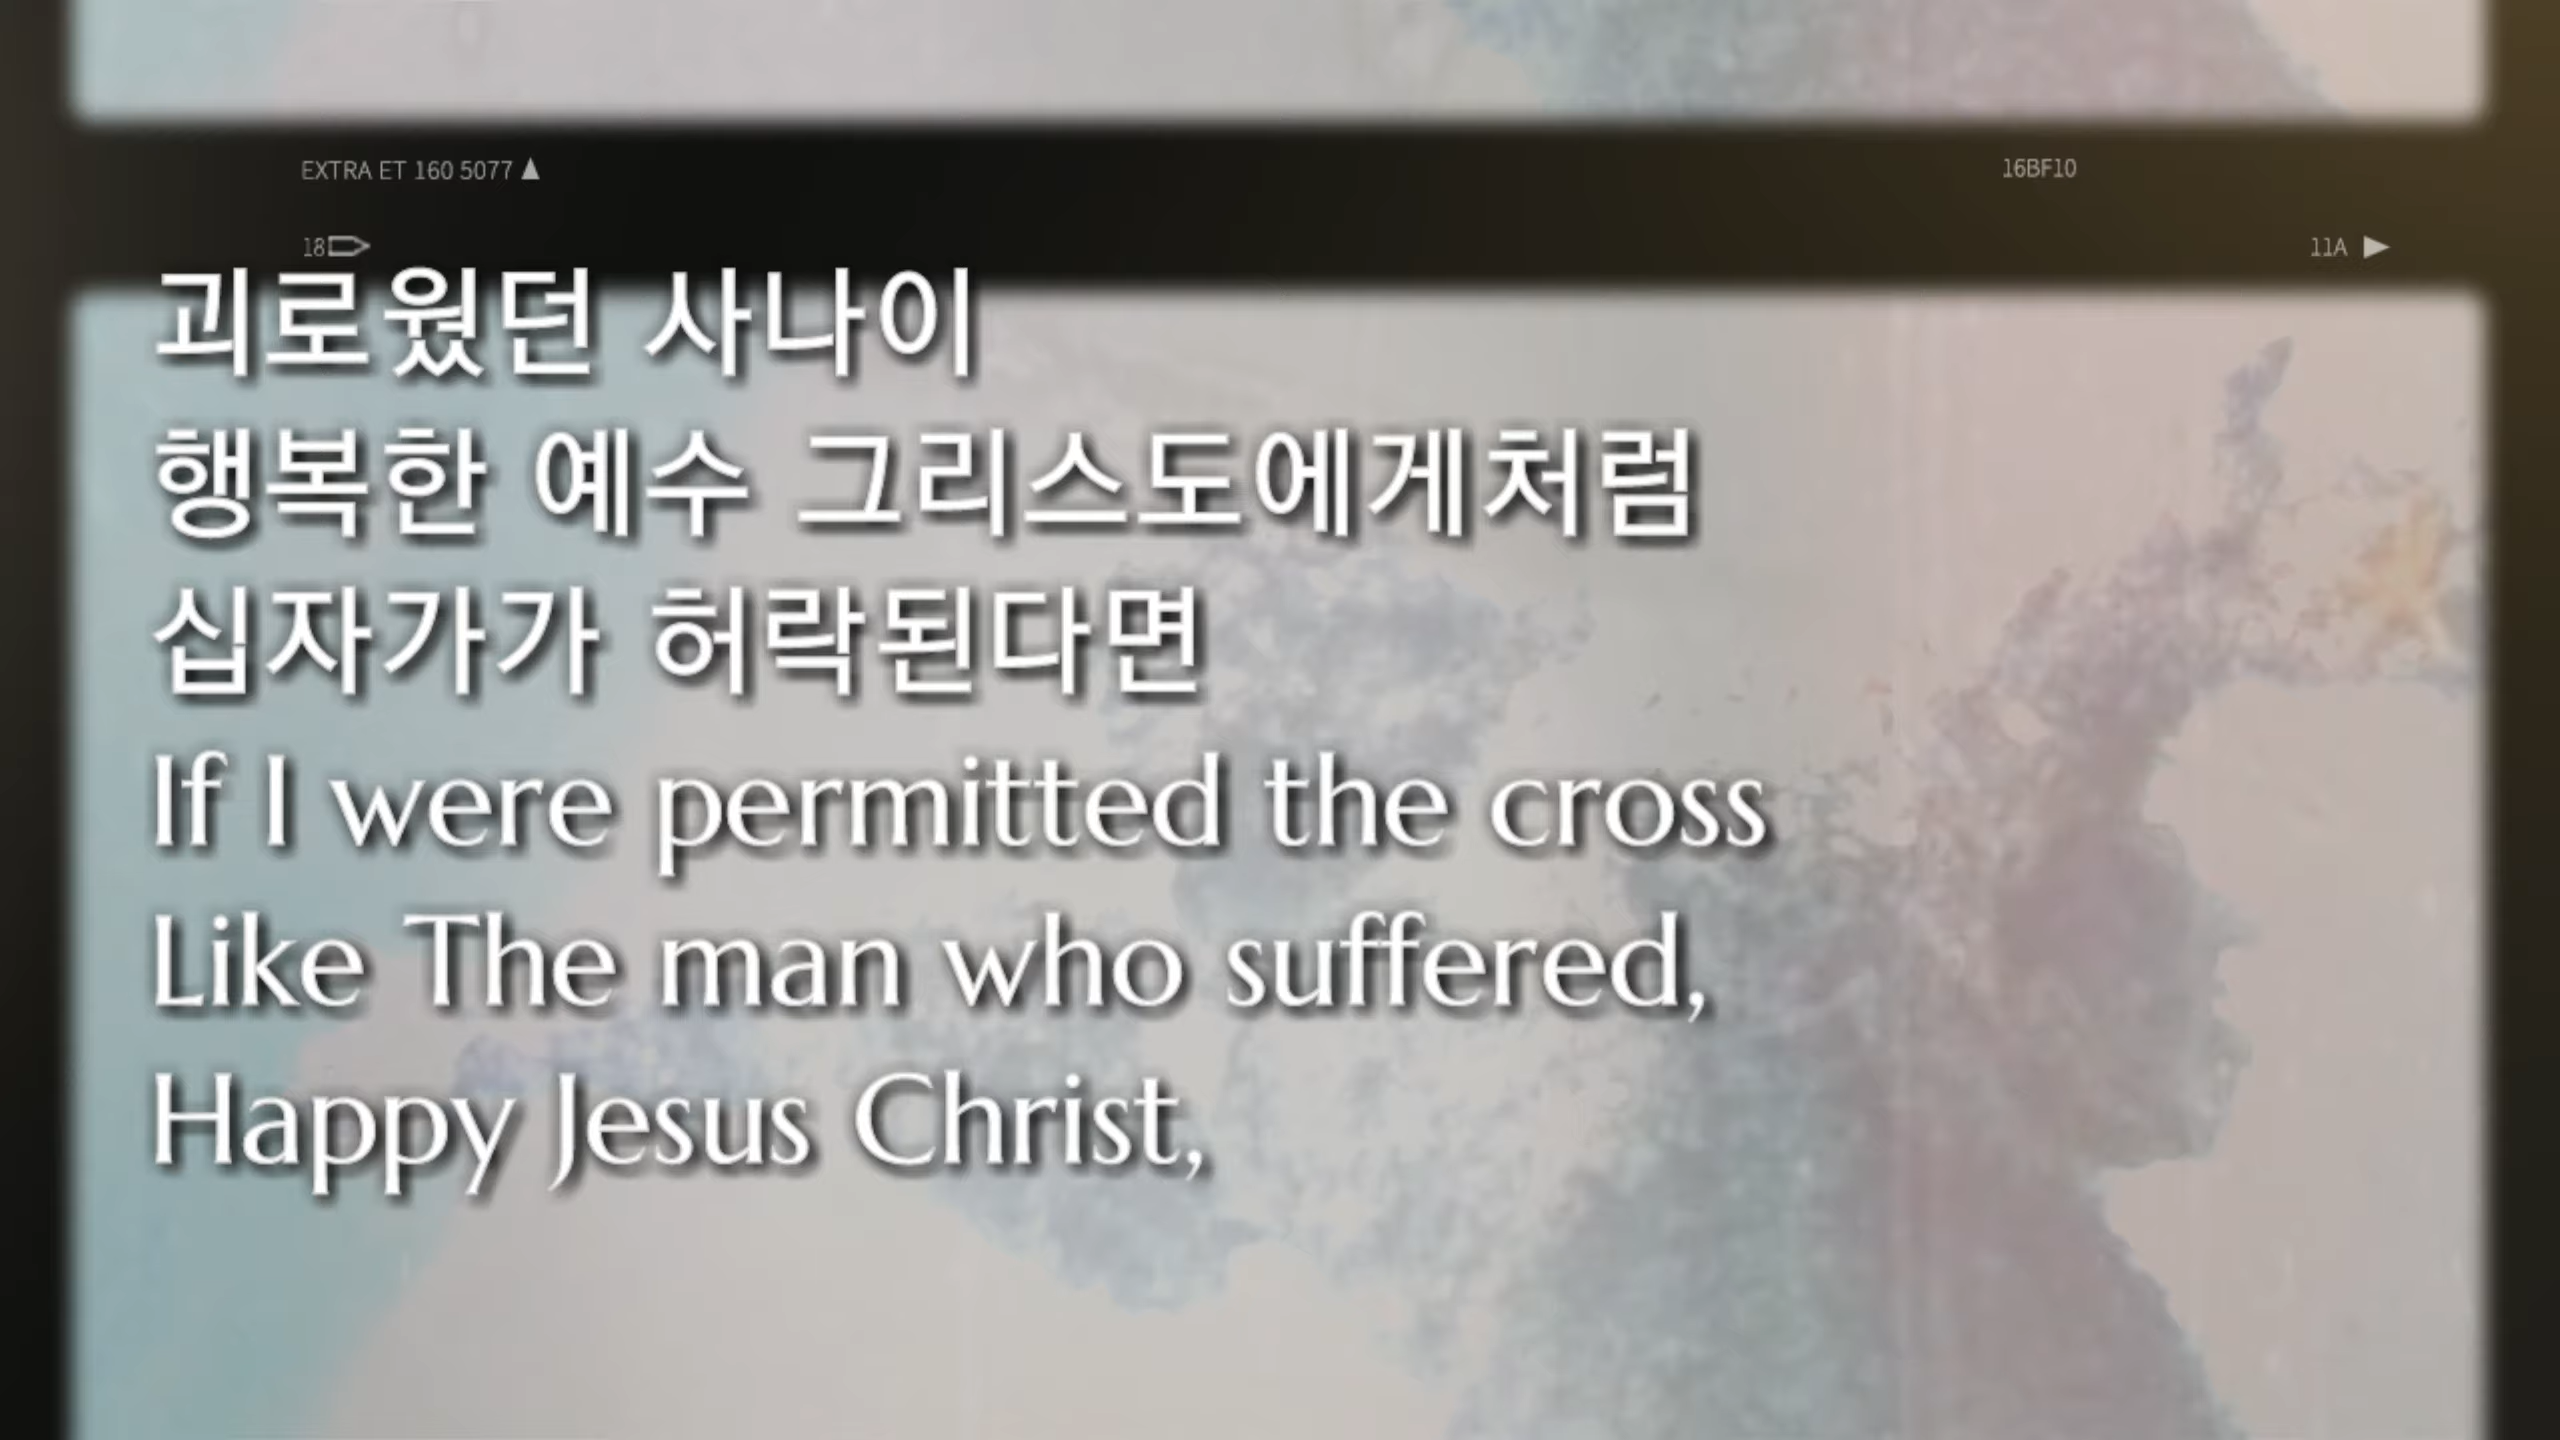 EXTRA ET 160 5077 ▲
16BF10
18
11A ▶
괴로웠던 사나이
행복한 예수 그리스도에게처럼
십자가가 허락된다면
If I were permitted the cross
Like The man who suffered,
Happy Jesus Christ,